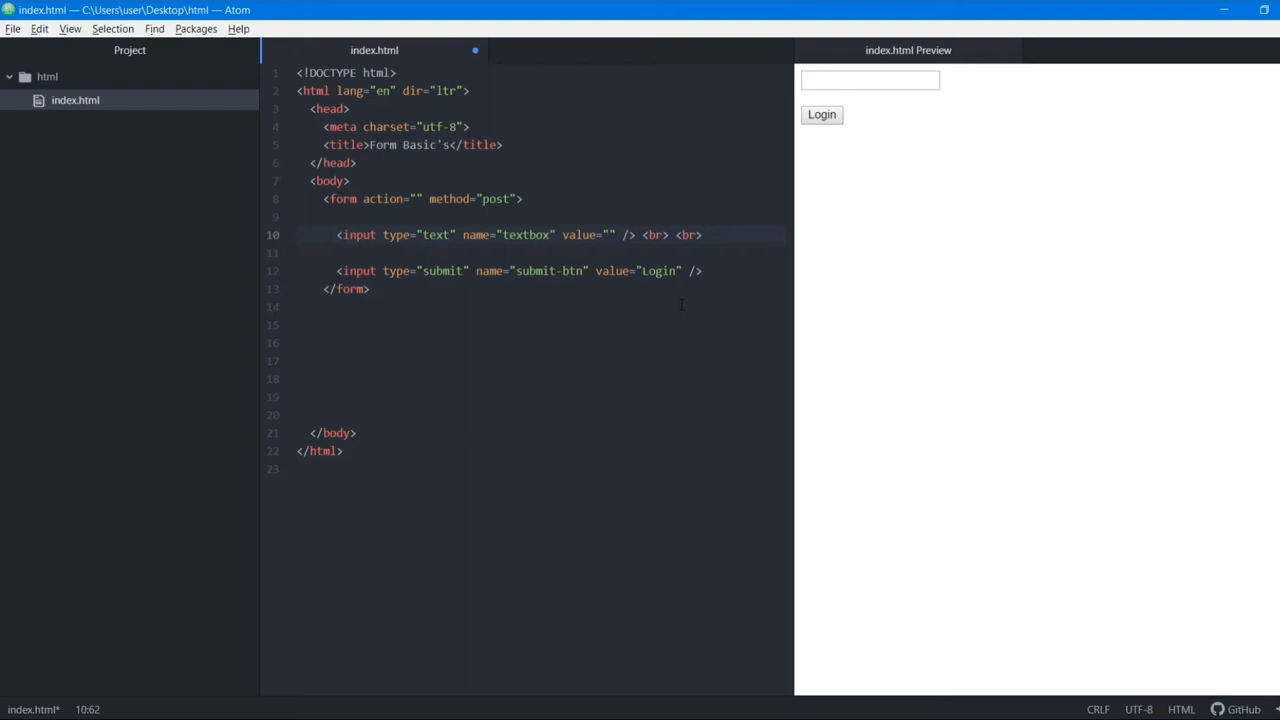 index.html — C:\Users\user\Desktop\html — Atom
File Edit View Selection Find Packages Help
Project
index.html
index.html Preview
html
index.html
1 <!DOCTYPE html>
2 <html lang="en" dir="ltr">
3 <head>
4 <meta charset="utf-8">
5 <title>Form Basic's</title>
6 </head>
7 <body>
8 <form action="" method="post">
9
10 <input type="text" name="textbox" value="" /> <br> <br>
11
12 <input type="submit" name="submit-btn" value="Login" />
13 </form>
14
15
16
17
18
19
20
21 </body>
22 </html>
23
Login
index.html* 10:62
CRLF UTF-8 HTML GitHub